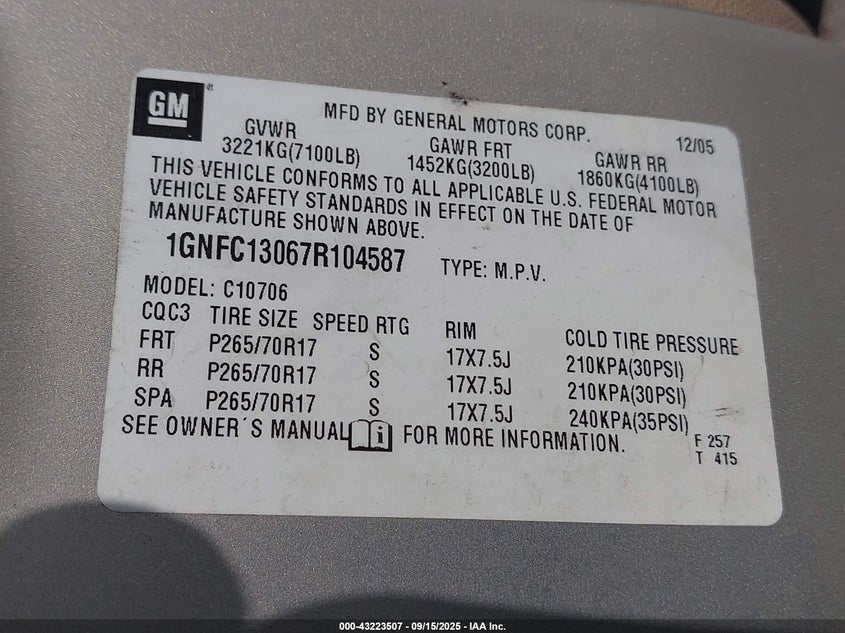 GM ®
MFD BY GENERAL MOTORS CORP. 12/05
GVWR GAWR FRT GAWR RR
3221KG(7100LB) 1452KG(3200LB) 1860KG(4100LB)
THIS VEHICLE CONFORMS TO ALL APPLICABLE U.S. FEDERAL MOTOR
VEHICLE SAFETY STANDARDS IN EFFECT ON THE DATE OF
MANUFACTURE SHOWN ABOVE.
1GNFC13067R104587 TYPE: M.P.V.
MODEL: C10706
CQC3 TIRE SIZE SPEED RTG RIM COLD TIRE PRESSURE
FRT P265/70R17 S 17X7.5J 210KPA(30PSI)
RR P265/70R17 S 17X7.5J 210KPA(30PSI)
SPA P265/70R17 S 17X7.5J 240KPA(35PSI)
SEE OWNER´S MANUAL i FOR MORE INFORMATION.
F 257
T 415
000-43223507 - 09/15/2025 - IAA Inc.